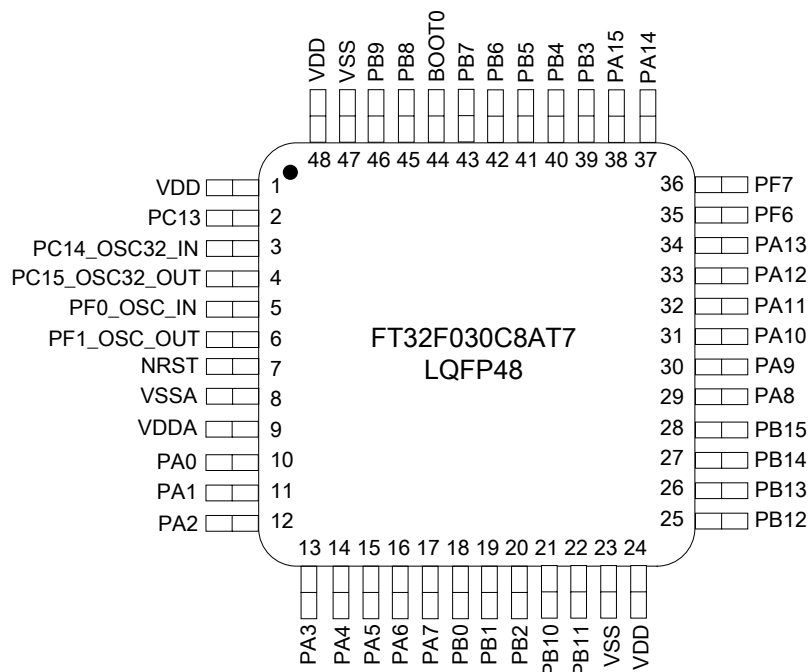 VDD
VSS
PB9
PB8
BOOT0
PB7
PB6
PB5
PB4
PB3
PA15
PA14
48 47 46 45 44 43 42 41 40 39 38 37
VDD 1
PC13 2
PC14_OSC32_IN 3
PC15_OSC32_OUT 4
PF0_OSC_IN 5
PF1_OSC_OUT 6
NRST 7
VSSA 8
VDDA 9
PA0 10
PA1 11
PA2 12
FT32F030C8AT7
LQFP48
36 PF7
35 PF6
34 PA13
33 PA12
32 PA11
31 PA10
30 PA9
29 PA8
28 PB15
27 PB14
26 PB13
25 PB12
13 14 15 16 17 18 19 20 21 22 23 24
PA3
PA4
PA5
PA6
PA7
PB0
PB1
PB2
PB10
PB11
VSS
VDD